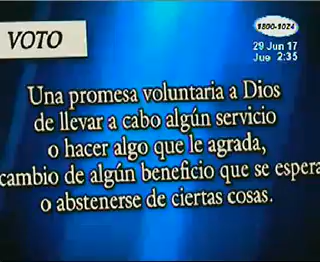 VOTO
1800-1024
29 Jun 17
Jue 2:35
Una promesa voluntaria a Dios
de llevar a cabo algún servicio
o hacer algo que le agrada,
cambio de algún beneficio que se espera
o abstenerse de ciertas cosas.